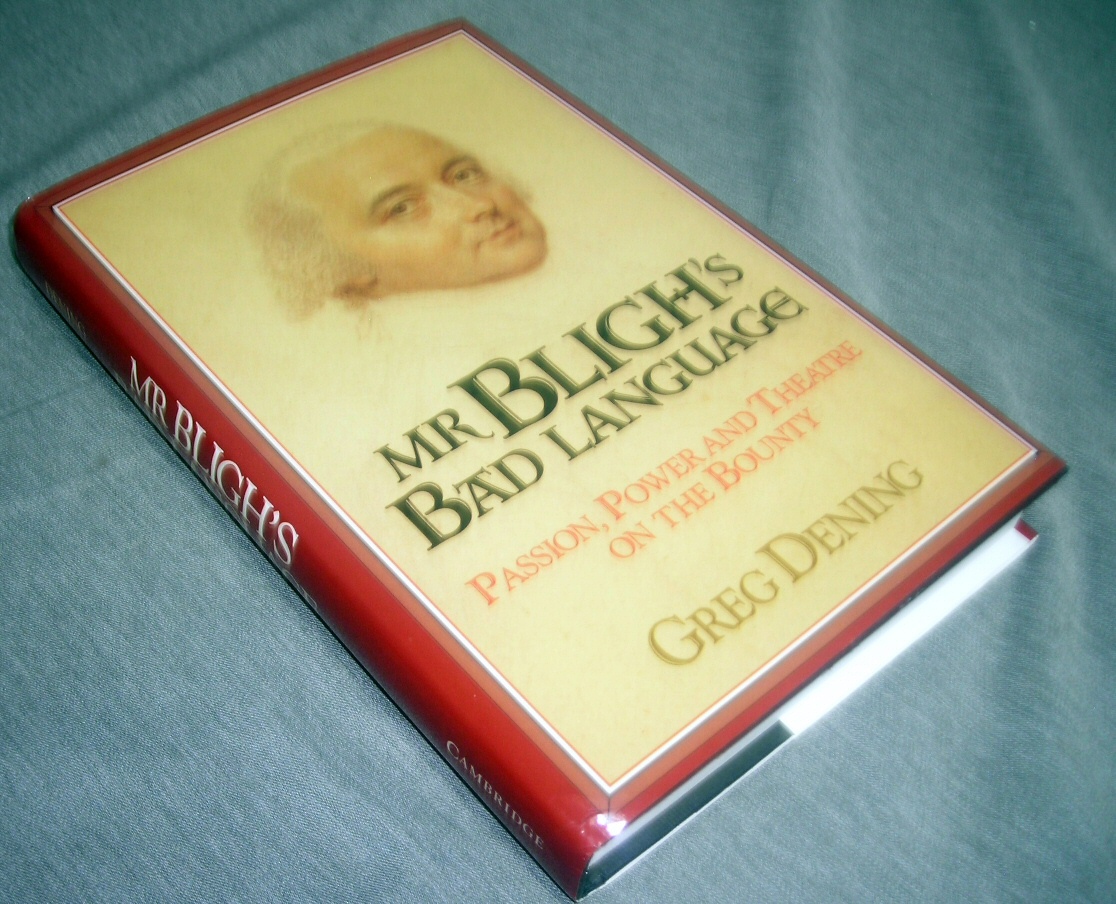 MR BLIGH'S
BAD LANGUAGE
PASSION, POWER AND THEATRE
ON THE BOUNTY
GREG DENING
MR BLIGH'S
CAMBRIDGE